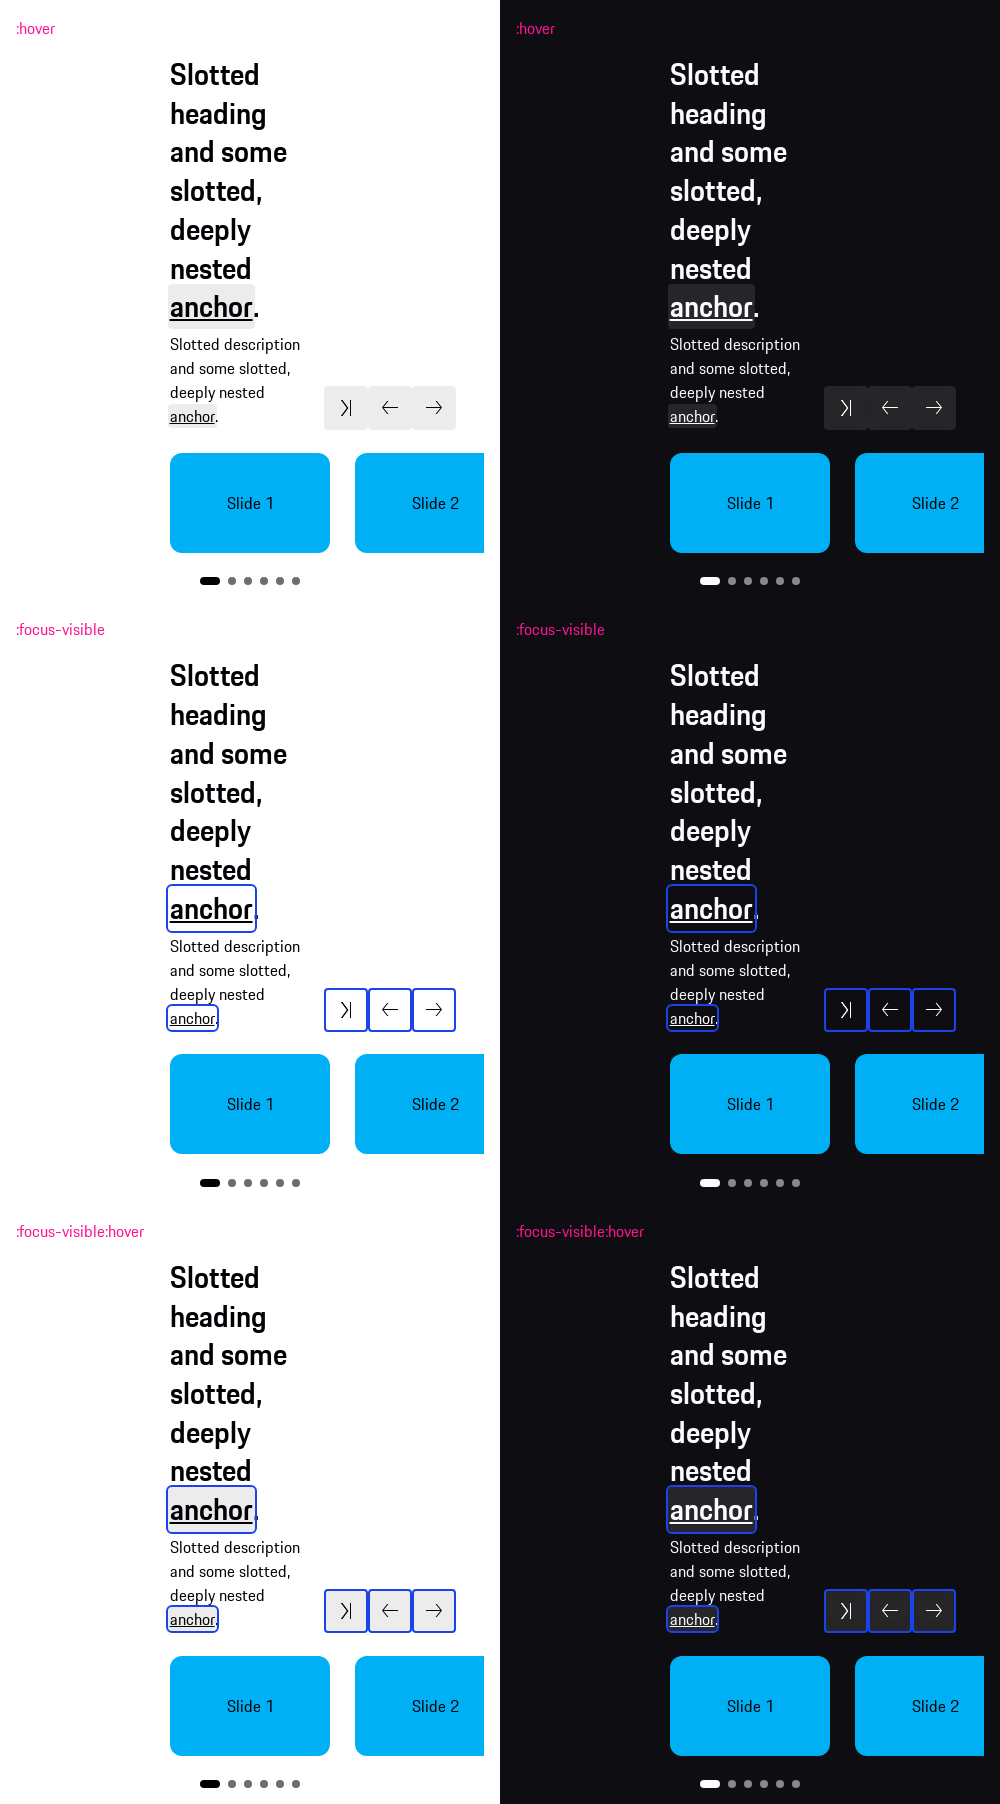 :hover
Slotted
heading
and some
slotted,
deeply
nested
anchor.
Slotted description
and some slotted,
deeply nested
anchor.
Slide 1
Slide 2
:hover
Slotted
heading
and some
slotted,
deeply
nested
anchor.
Slotted description
and some slotted,
deeply nested
anchor.
Slide 1
Slide 2
:focus-visible
Slotted
heading
and some
slotted,
deeply
nested
anchor.
Slotted description
and some slotted,
deeply nested
anchor.
Slide 1
Slide 2
:focus-visible
Slotted
heading
and some
slotted,
deeply
nested
anchor.
Slotted description
and some slotted,
deeply nested
anchor.
Slide 1
Slide 2
:focus-visible:hover
Slotted
heading
and some
slotted,
deeply
nested
anchor.
Slotted description
and some slotted,
deeply nested
anchor.
Slide 1
Slide 2
:focus-visible:hover
Slotted
heading
and some
slotted,
deeply
nested
anchor.
Slotted description
and some slotted,
deeply nested
anchor.
Slide 1
Slide 2